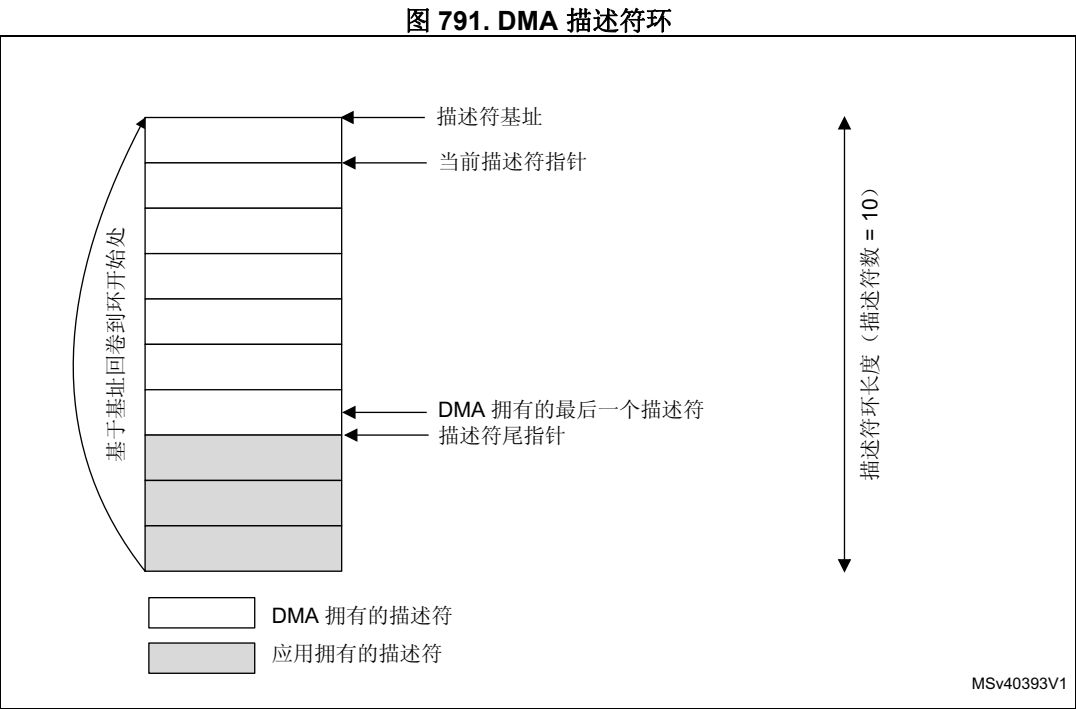 图 791. DMA 描述符环
描述符基址
当前描述符指针
基于基址回卷到环开始处
描述符环长度（描述符数 = 10）
DMA 拥有的最后一个描述符
描述符尾指针
DMA 拥有的描述符
应用拥有的描述符
MSv40393V1